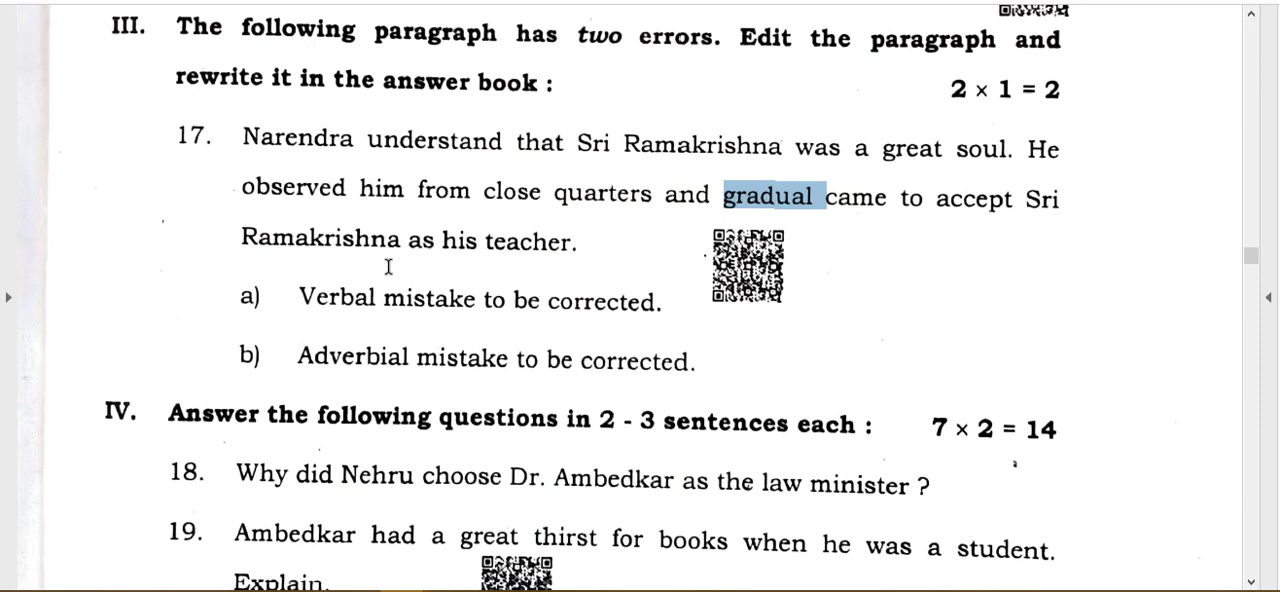 III. The following paragraph has two errors. Edit the paragraph and
rewrite it in the answer book : 2 × 1 = 2
17. Narendra understand that Sri Ramakrishna was a great soul. He
observed him from close quarters and gradual came to accept Sri
Ramakrishna as his teacher.
a) Verbal mistake to be corrected.
b) Adverbial mistake to be corrected.
IV. Answer the following questions in 2 - 3 sentences each : 7 × 2 = 14
18. Why did Nehru choose Dr. Ambedkar as the law minister ?
19. Ambedkar had a great thirst for books when he was a student.
Explain.